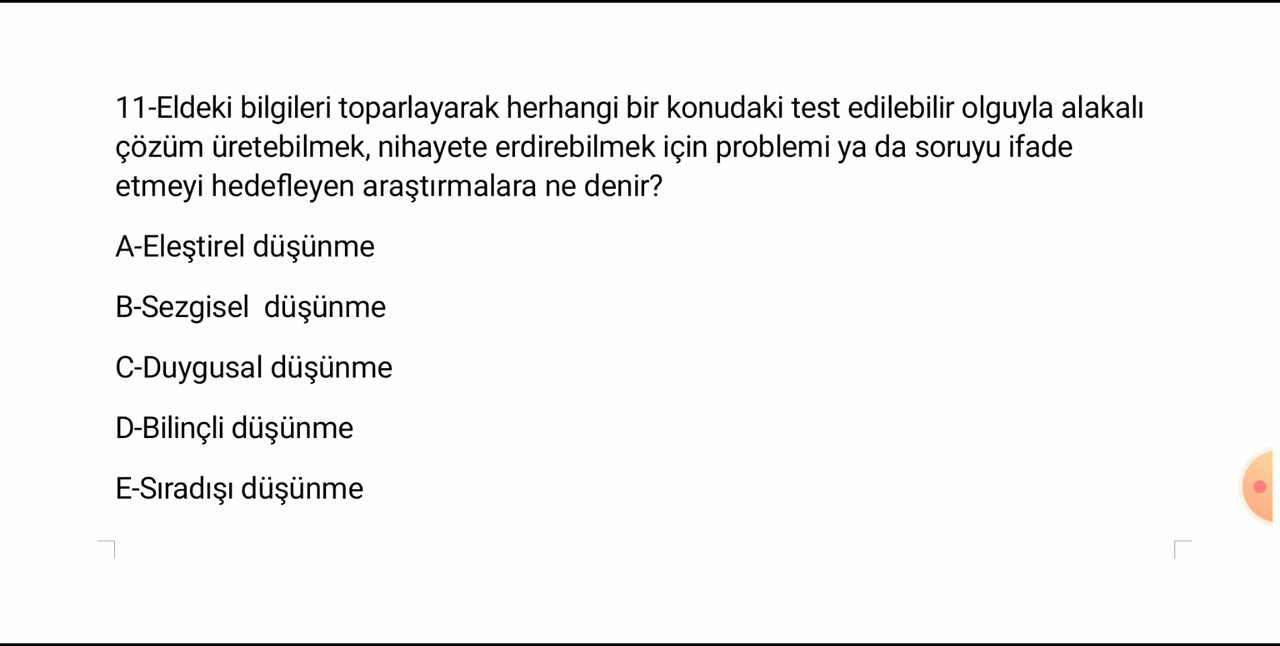 11-Eldeki bilgileri toparlayarak herhangi bir konudaki test edilebilir olguyla alakalı
çözüm üretebilmek, nihayete erdirebilmek için problemi ya da soruyu ifade
etmeyi hedefleyen araştırmalara ne denir?
A-Eleştirel düşünme
B-Sezgisel  düşünme
C-Duygusal düşünme
D-Bilinçli düşünme
E-Sıradışı düşünme